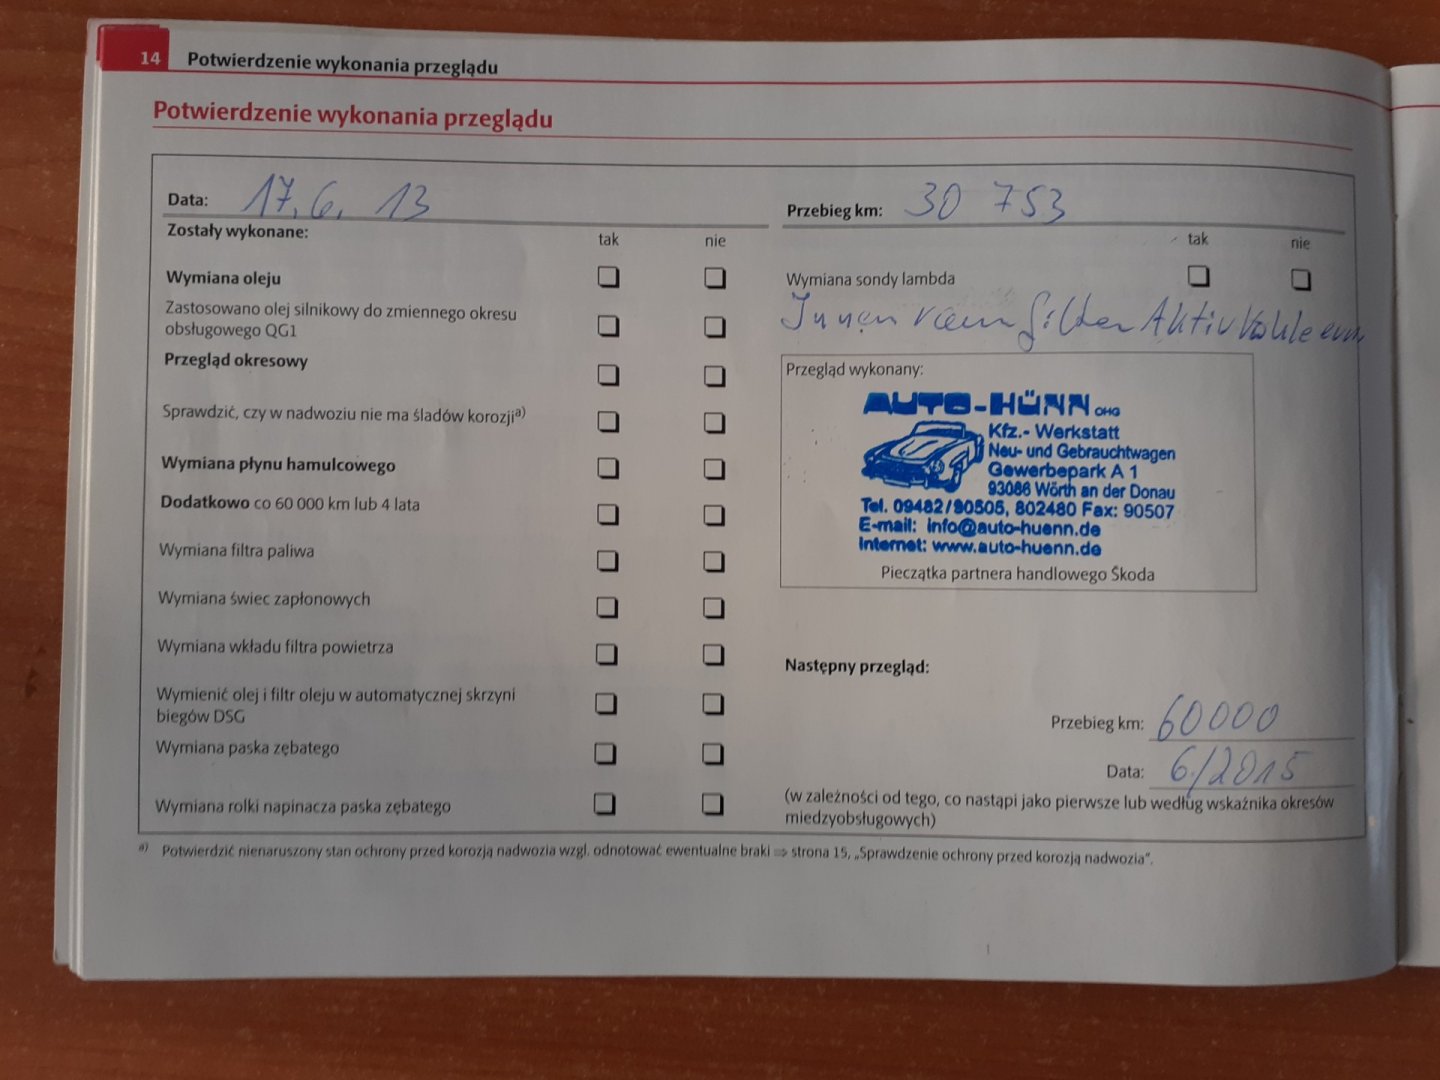 14 Potwierdzenie wykonania przeglądu
Potwierdzenie wykonania przeglądu
Data: 17.6.13
Zostały wykonane: tak nie
Wymiana oleju
Zastosowano olej silnikowy do zmiennego okresu
obsługowego QG1
Przegląd okresowy
Sprawdzić, czy w nadwoziu nie ma śladów korozji a)
Wymiana płynu hamulcowego
Dodatkowo co 60 000 km lub 4 lata
Wymiana filtra paliwa
Wymiana świec zapłonowych
Wymiana wkładu filtra powietrza
Wymienić olej i filtr oleju w automatycznej skrzyni
biegów DSG
Wymiana paska zębatego
Wymiana rolki napinacza paska zębatego
Przebieg km: 30 753
tak nie
Wymiana sondy lambda
Innenraumfilter Aktivkohle
Przegląd wykonany:
AUTO-HÜNN OHG
Kfz.- Werkstatt
Neu- und Gebrauchtwagen
Gewerbepark A 1
93086 Wörth an der Donau
Tel. 09482/90505, 802480 Fax: 90507
E-mail: info@auto-huenn.de
Internet: www.auto-huenn.de
Pieczątka partnera handlowego Škoda
Następny przegląd:
Przebieg km: 60000
Data: 6/2015
(w zależności od tego, co nastąpi jako pierwsze lub według wskaźnika okresów
miedzyobsługowych)
a) Potwierdzić nienaruszony stan ochrony przed korozją nadwozia wzgl. odnotować ewentualne braki ⇒ strona 15, „Sprawdzenie ochrony przed korozją nadwozia".